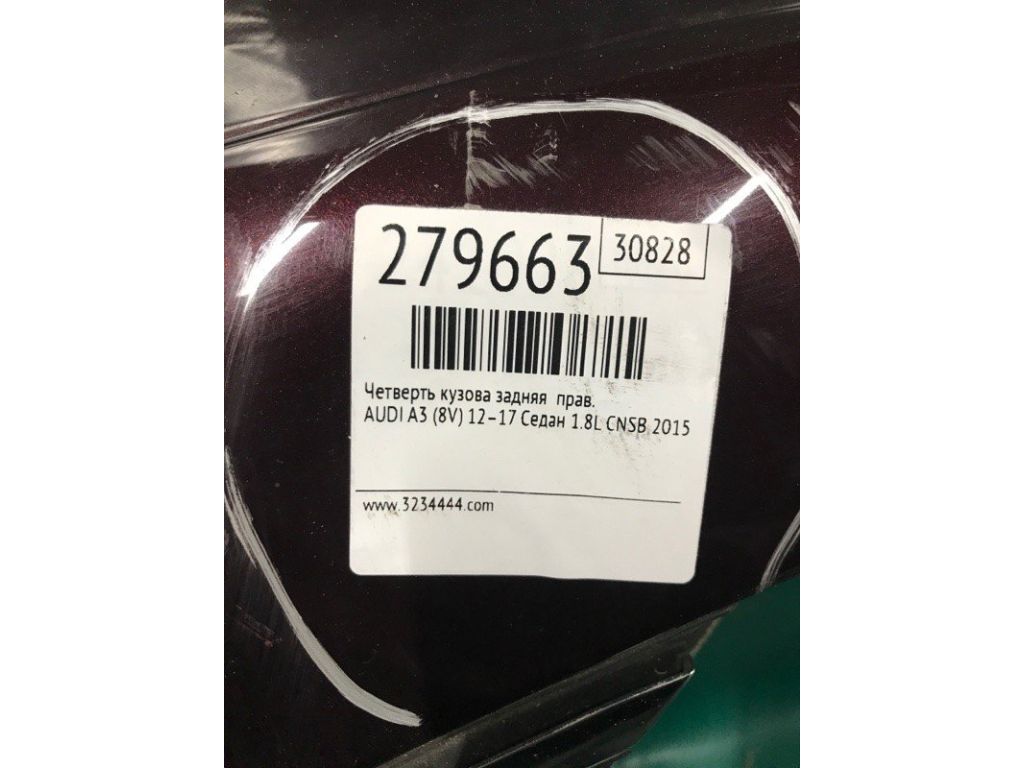 279663
30828
Четверть кузова задняя прав.
AUDI A3 (8V) 12-17 Седан 1.8L CNSB 2015
www.3234444.com